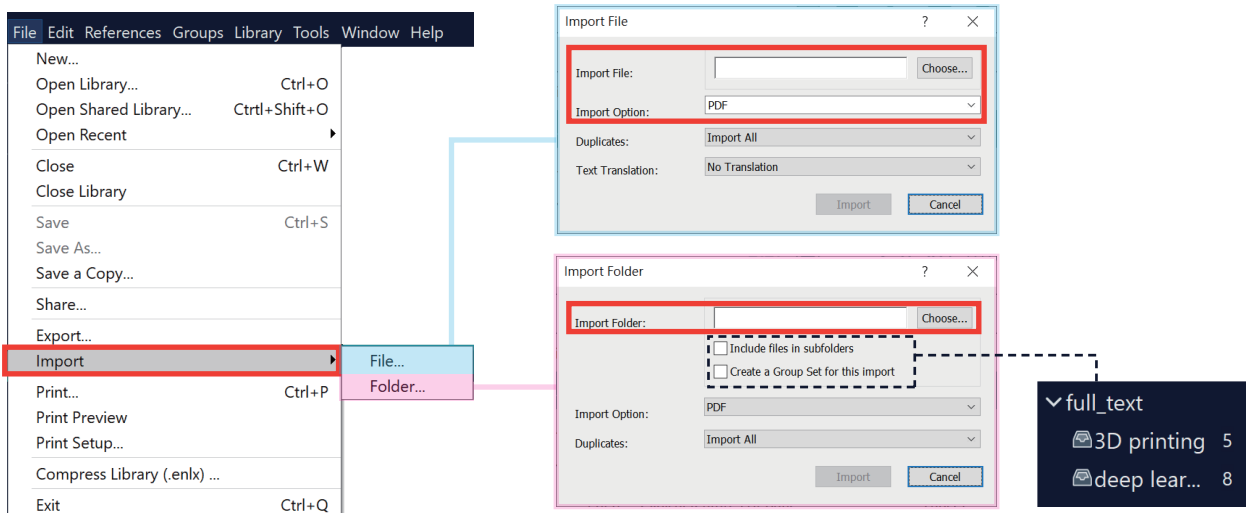 File Edit References Groups Library Tools Window Help
New...
Open Library... Ctrl+O
Open Shared Library... Ctrtl+Shift+O
Open Recent
Close Ctrl+W
Close Library
Save Ctrl+S
Save As...
Save a Copy...
Share...
Export...
Import
File...
Folder...
Print... Ctrl+P
Print Preview
Print Setup...
Compress Library (.enlx) ...
Exit Ctrl+Q
Import File ?
Import File: Choose...
Import Option: PDF
Duplicates: Import All
Text Translation: No Translation
Import Cancel
Import Folder ?
Import Folder: Choose...
Include files in subfolders
Create a Group Set for this import
Import Option: PDF
Duplicates: Import All
Import Cancel
full_text
3D printing 5
deep lear... 8